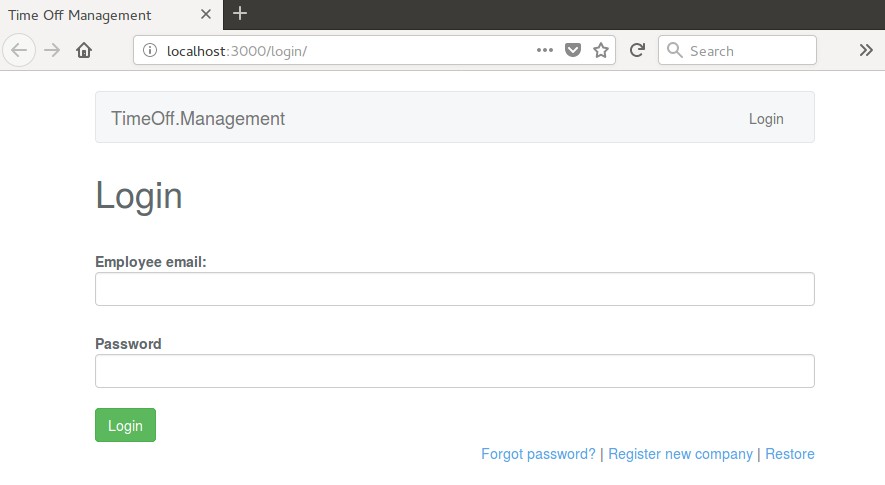 Time Off Management
localhost:3000/login/
Search
TimeOff.Management Login
Login
Employee email:
Password
Login
Forgot password? | Register new company | Restore